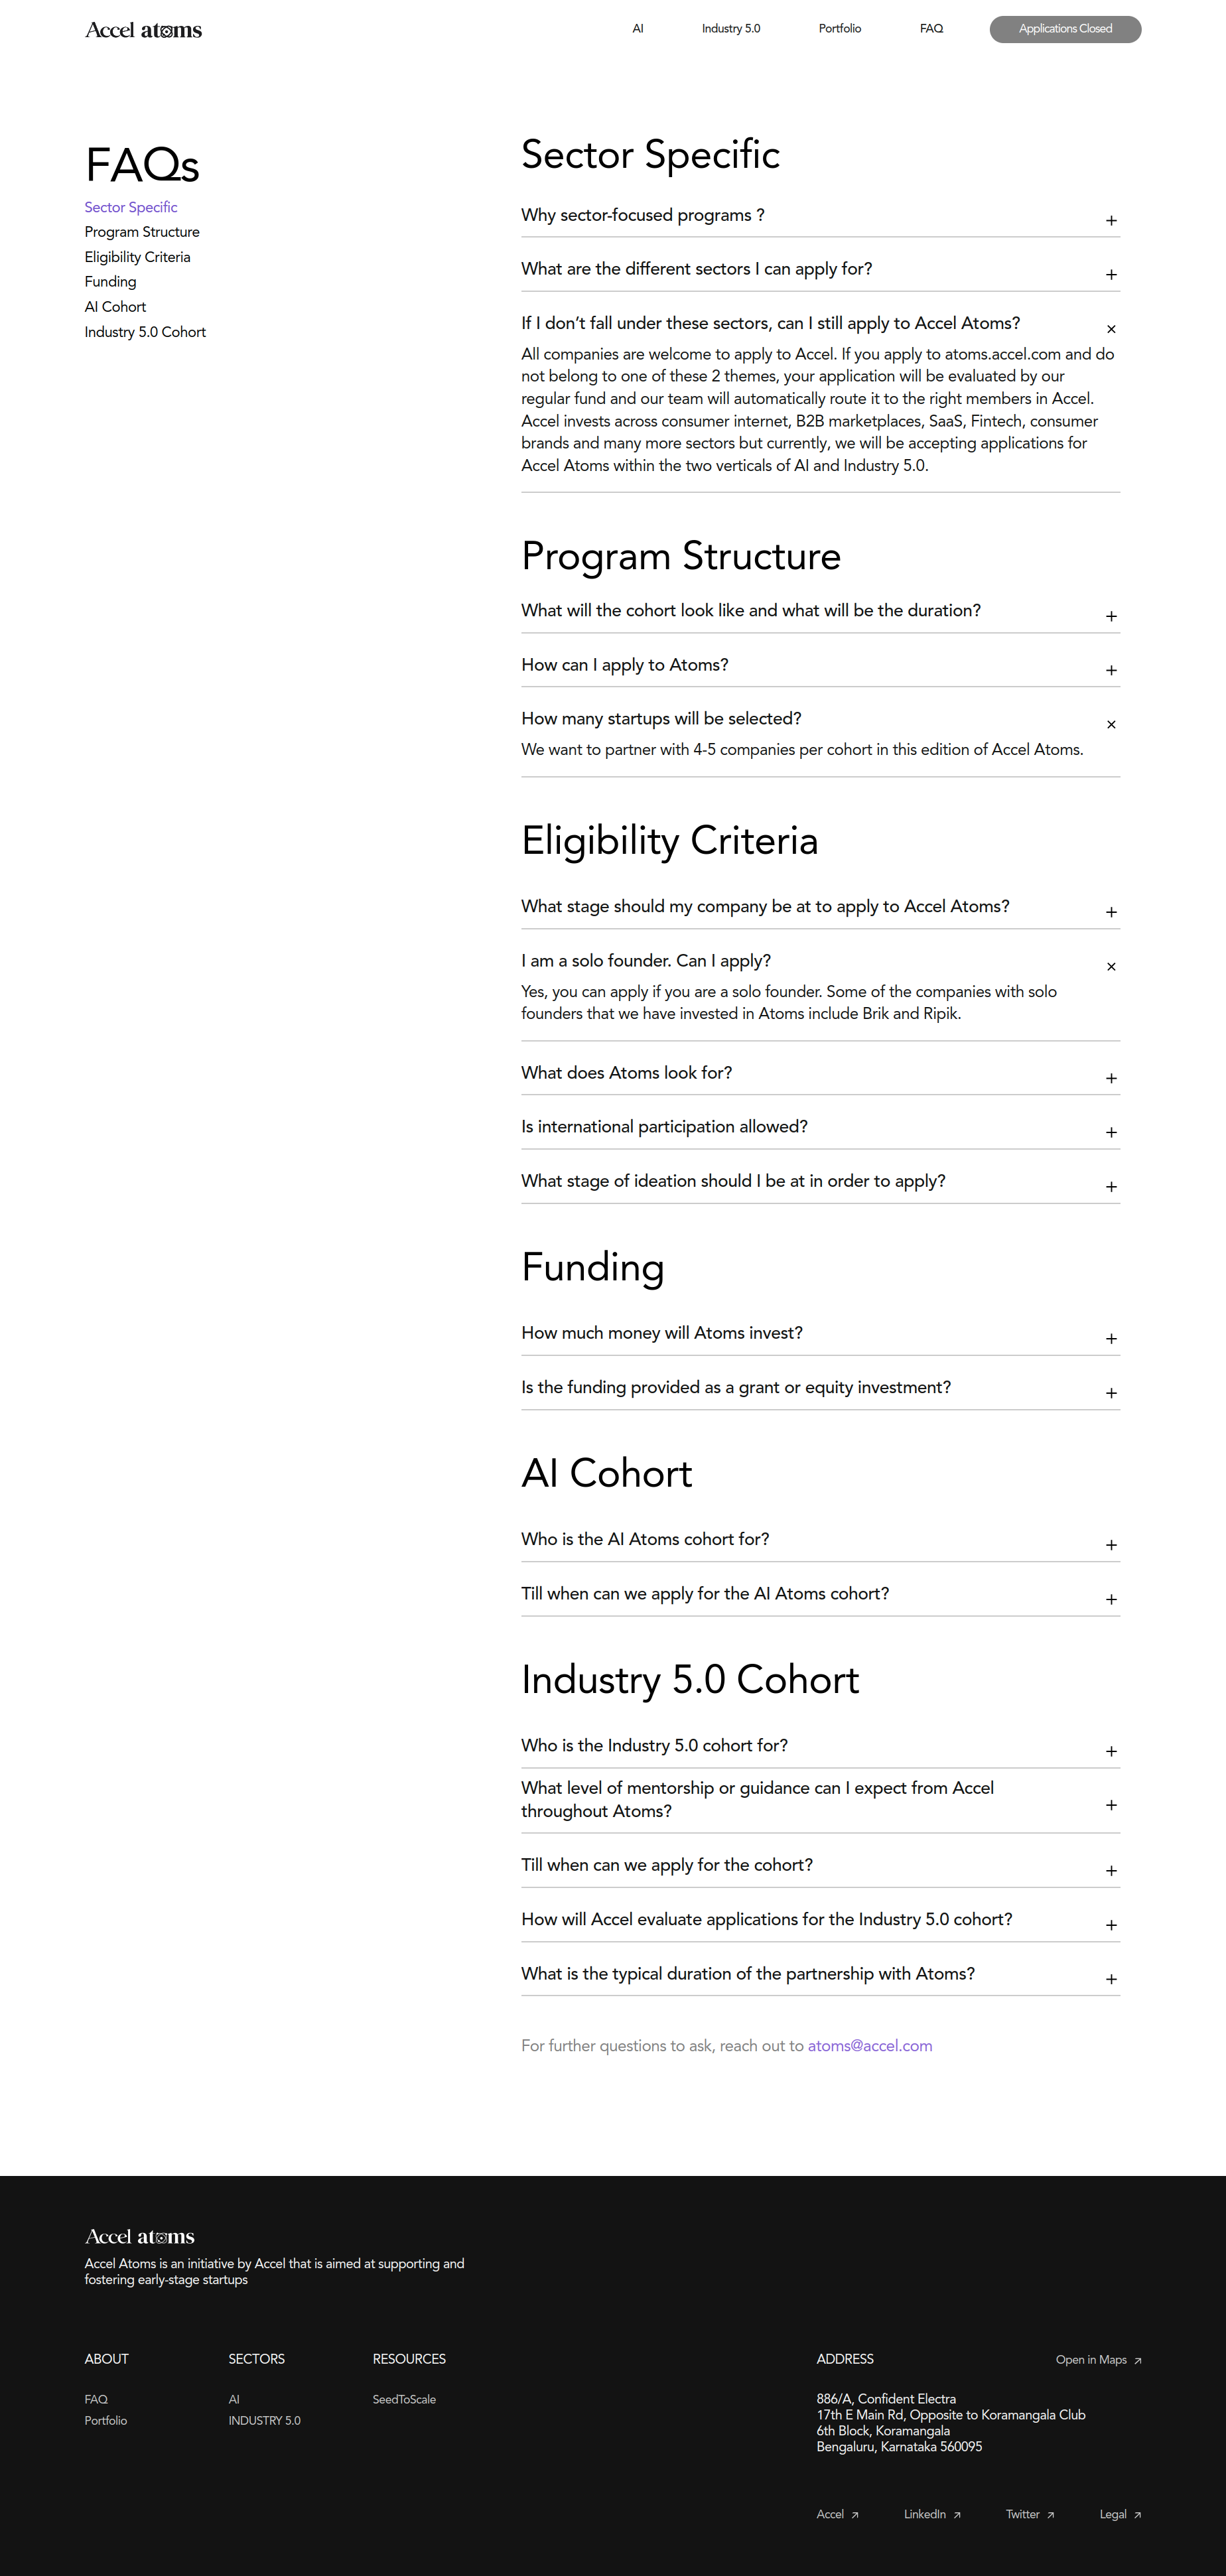 Accel atoms
AI
Industry 5.0
Portfolio
FAQ
Applications Closed
FAQs
Sector Specific
Program Structure
Eligibility Criteria
Funding
AI Cohort
Industry 5.0 Cohort
Sector Specific
Why sector-focused programs ?
What are the different sectors I can apply for?
If I don’t fall under these sectors, can I still apply to Accel Atoms?
All companies are welcome to apply to Accel. If you apply to atoms.accel.com and do
not belong to one of these 2 themes, your application will be evaluated by our
regular fund and our team will automatically route it to the right members in Accel.
Accel invests across consumer internet, B2B marketplaces, SaaS, Fintech, consumer
brands and many more sectors but currently, we will be accepting applications for
Accel Atoms within the two verticals of AI and Industry 5.0.
Program Structure
What will the cohort look like and what will be the duration?
How can I apply to Atoms?
How many startups will be selected?
We want to partner with 4-5 companies per cohort in this edition of Accel Atoms.
Eligibility Criteria
What stage should my company be at to apply to Accel Atoms?
I am a solo founder. Can I apply?
Yes, you can apply if you are a solo founder. Some of the companies with solo
founders that we have invested in Atoms include Brik and Ripik.
What does Atoms look for?
Is international participation allowed?
What stage of ideation should I be at in order to apply?
Funding
How much money will Atoms invest?
Is the funding provided as a grant or equity investment?
AI Cohort
Who is the AI Atoms cohort for?
Till when can we apply for the AI Atoms cohort?
Industry 5.0 Cohort
Who is the Industry 5.0 cohort for?
What level of mentorship or guidance can I expect from Accel
throughout Atoms?
Till when can we apply for the cohort?
How will Accel evaluate applications for the Industry 5.0 cohort?
What is the typical duration of the partnership with Atoms?
For further questions to ask, reach out to atoms@accel.com
Accel atoms
Accel Atoms is an initiative by Accel that is aimed at supporting and
fostering early-stage startups
ABOUT
FAQ
Portfolio
SECTORS
AI
INDUSTRY 5.0
RESOURCES
SeedToScale
ADDRESS
Open in Maps
886/A, Confident Electra
17th E Main Rd, Opposite to Koramangala Club
6th Block, Koramangala
Bengaluru, Karnataka 560095
Accel
LinkedIn
Twitter
Legal